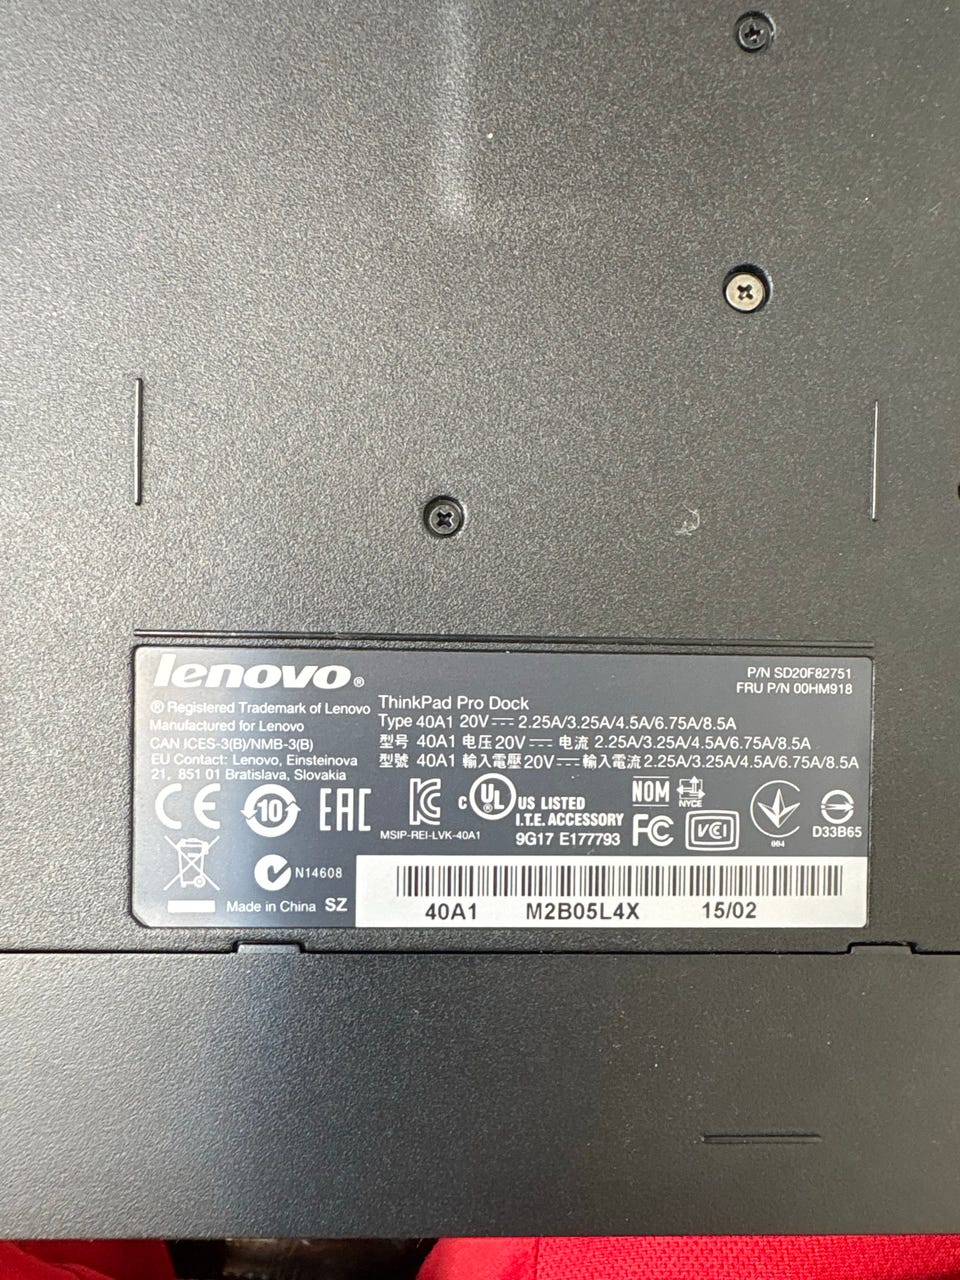 lenovo®
P/N SD20F82751
FRU P/N 00HM918
® Registered Trademark of Lenovo
Manufactured for Lenovo
CAN ICES-3(B)/NMB-3(B)
EU Contact: Lenovo, Einsteinova
21, 851 01 Bratislava, Slovakia
ThinkPad Pro Dock
Type 40A1 20V⎓ 2.25A/3.25A/4.5A/6.75A/8.5A
型号 40A1 电压20V⎓ 电流 2.25A/3.25A/4.5A/6.75A/8.5A
型號 40A1 輸入電壓20V⎓輸入電流2.25A/3.25A/4.5A/6.75A/8.5A
CE 10 EAC
MSIP-REI-LVK-40A1
C UL US LISTED
I.T.E. ACCESSORY
9G17 E177793
NOM NYCE
FC VCI
004
D33B65
N14608
Made in China SZ
40A1 M2B05L4X 15/02